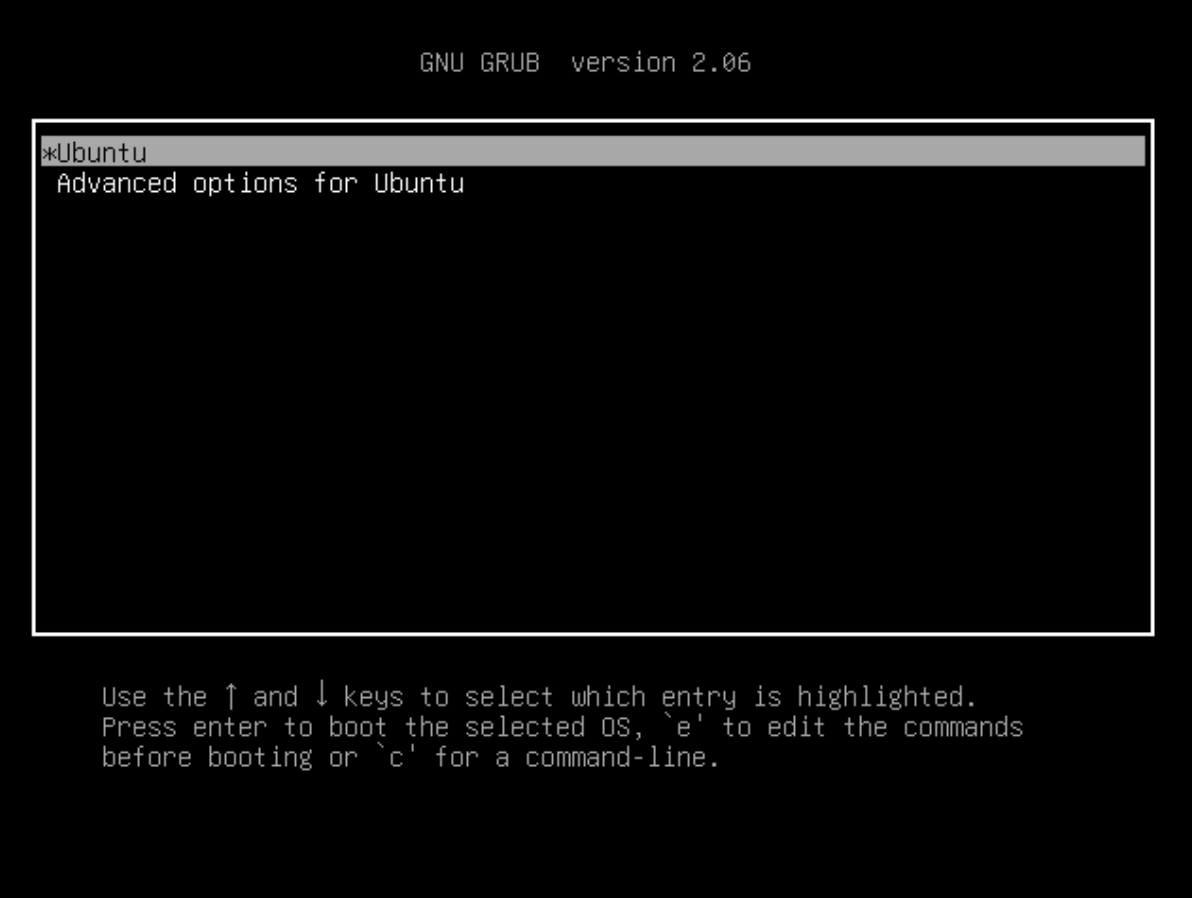 GNU GRUB  version 2.06
*Ubuntu
Advanced options for Ubuntu
Use the ↑ and ↓ keys to select which entry is highlighted.
Press enter to boot the selected OS, `e' to edit the commands
before booting or `c' for a command-line.